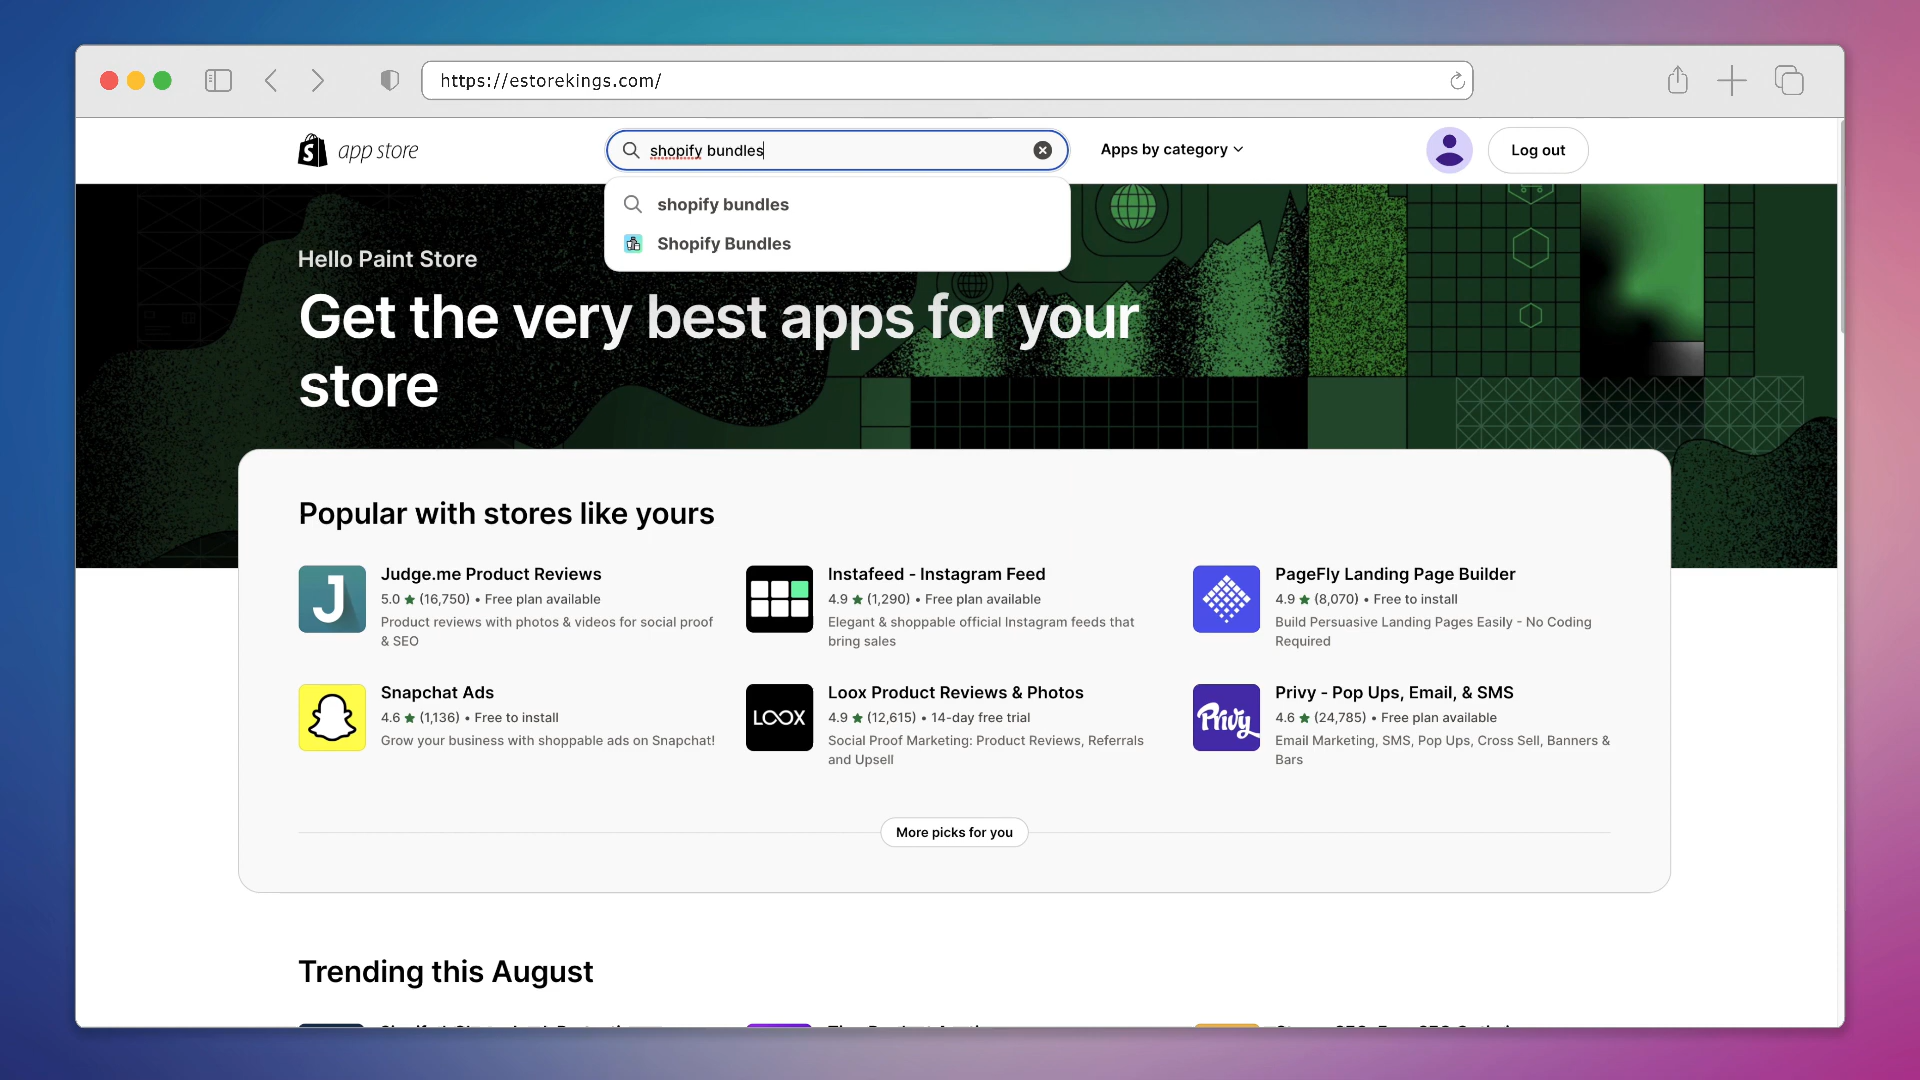 https://estorekings.com/
app store
shopify bundles
Apps by category
Log out
shopify bundles
Shopify Bundles
Hello Paint Store
Get the very best apps for your
store
Popular with stores like yours
Judge.me Product Reviews
5.0 ★ (16,750) • Free plan available
Product reviews with photos & videos for social proof
& SEO
Instafeed - Instagram Feed
4.9 ★ (1,290) • Free plan available
Elegant & shoppable official Instagram feeds that
bring sales
PageFly Landing Page Builder
4.9 ★ (8,070) • Free to install
Build Persuasive Landing Pages Easily - No Coding
Required
Snapchat Ads
4.6 ★ (1,136) • Free to install
Grow your business with shoppable ads on Snapchat!
LOOX
Loox Product Reviews & Photos
4.9 ★ (12,615) • 14-day free trial
Social Proof Marketing: Product Reviews, Referrals
and Upsell
Privy
Privy - Pop Ups, Email, & SMS
4.6 ★ (24,785) • Free plan available
Email Marketing, SMS, Pop Ups, Cross Sell, Banners &
Bars
More picks for you
Trending this August